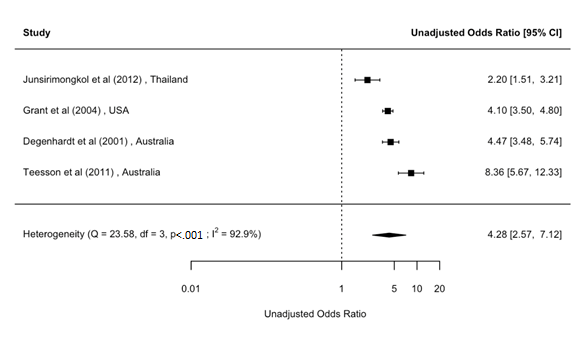 Study Unadjusted Odds Ratio [95% CI]
Junsirimongkol et al (2012) , Thailand 2.20 [1.51, 3.21]
Grant et al (2004) , USA 4.10 [3.50, 4.80]
Degenhardt et al (2001) , Australia 4.47 [3.48, 5.74]
Teesson et al (2011) , Australia 8.36 [5.67, 12.33]
Heterogeneity (Q = 23.58, df = 3, p<.001 ; I² = 92.9%) 4.28 [2.57, 7.12]
0.01 1 5 10 20
Unadjusted Odds Ratio